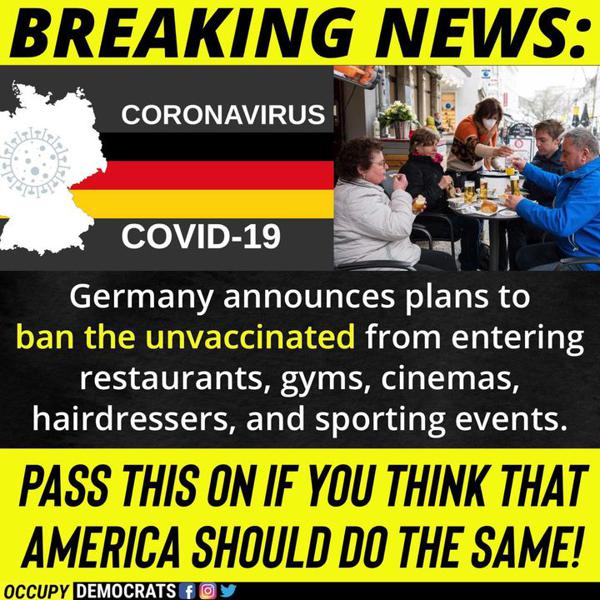 BREAKING NEWS:
CORONAVIRUS
COVID-19
Germany announces plans to
ban the unvaccinated from entering
restaurants, gyms, cinemas,
hairdressers, and sporting events.
PASS THIS ON IF YOU THINK THAT
AMERICA SHOULD DO THE SAME!
OCCUPY DEMOCRATS